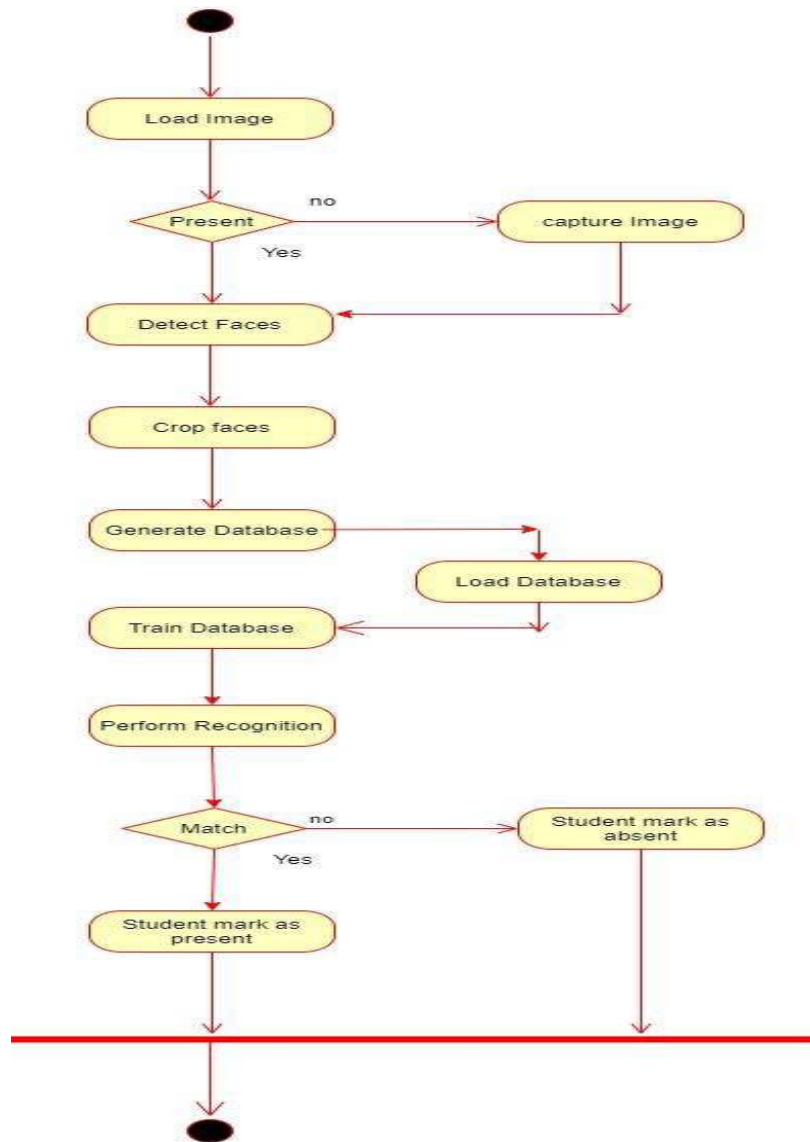 Load Image
no
Present
capture Image
Yes
Detect Faces
Crop faces
Generate Database
Load Database
Train Database
Perform Recognition
no
Match
Student mark as
absent
Yes
Student mark as
present